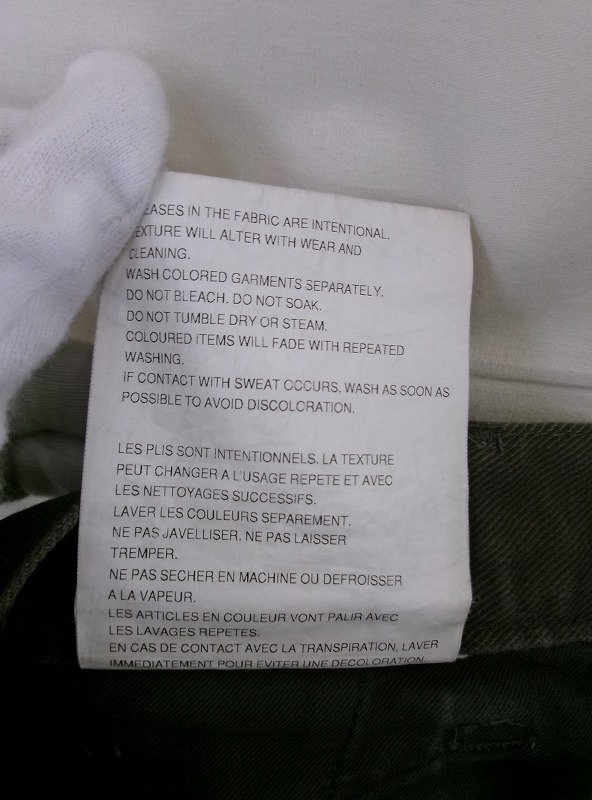 EASES IN THE FABRIC ARE INTENTIONAL.
EXTURE WILL ALTER WITH WEAR AND
CLEANING.
WASH COLORED GARMENTS SEPARATELY.
DO NOT BLEACH. DO NOT SOAK.
DO NOT TUMBLE DRY OR STEAM.
COLOURED ITEMS WILL FADE WITH REPEATED
WASHING.
IF CONTACT WITH SWEAT OCCURS, WASH AS SOON AS
POSSIBLE TO AVOID DISCOLORATION.
LES PLIS SONT INTENTIONNELS. LA TEXTURE
PEUT CHANGER A L'USAGE REPETE ET AVEC
LES NETTOYAGES SUCCESSIFS.
LAVER LES COULEURS SEPAREMENT.
NE PAS JAVELLISER. NE PAS LAISSER
TREMPER.
NE PAS SECHER EN MACHINE OU DEFROISSER
A LA VAPEUR.
LES ARTICLES EN COULEUR VONT PALIR AVEC
LES LAVAGES REPETES.
EN CAS DE CONTACT AVEC LA TRANSPIRATION, LAVER
IMMEDIATEMENT POUR EVITER UNE DECOLORATION.